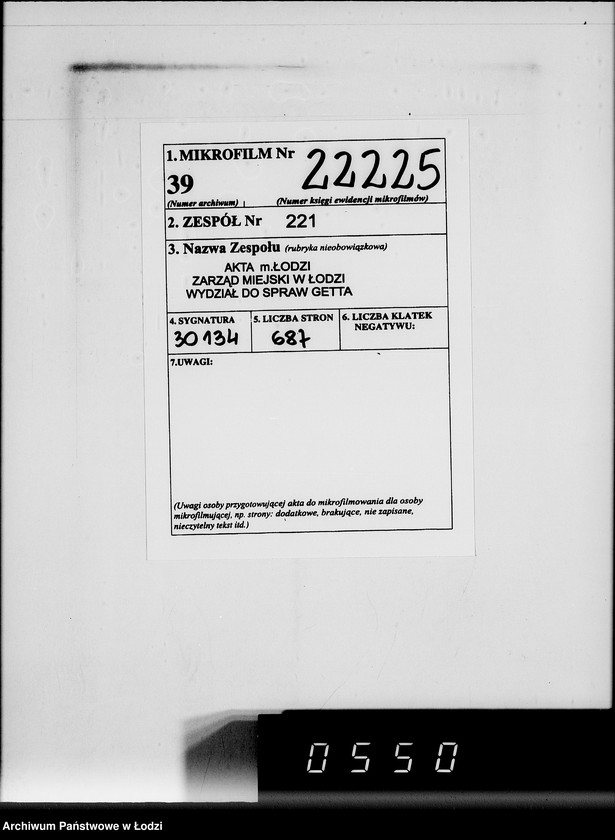 1. MIKROFILM Nr 22225
39
(Numer archiwum) (Numer księgi ewidencji mikrofilmów)
2. ZESPÓŁ Nr 221
3. Nazwa Zespołu (rubryka nieobowiązkowa)
AKTA m.ŁODZI
ZARZĄD MIEJSKI W ŁODZI
WYDZIAŁ DO SPRAW GETTA
4. SYGNATURA 5. LICZBA STRON 6. LICZBA KLATEK
NEGATYWU:
30134 687
7.UWAGI:
(Uwagi osoby przygotowującej akta do mikrofilmowania dla osoby
mikrofilmującej, np. strony: dodatkowe, brakujące, nie zapisane,
nieczytelny tekst itd.)
0550
Archiwum Państwowe w Łodzi